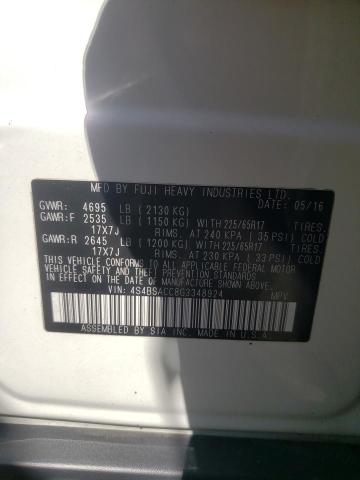 MFD BY FUJI HEAVY INDUSTRIES LTD.
DATE: 05/16
GVWR: 4695 LB ( 2130 KG)
GAWR:F 2535 LB ( 1150 KG) WITH 225/65R17 TIRES.
17X7J RIMS. AT 240 KPA ( 35 PSI) COLD.
GAWR:R 2645 LB ( 1200 KG) WITH 225/65R17 TIRES.
17X7J RIMS. AT 230 KPA ( 33 PSI) COLD.
THIS VEHICLE CONFORMS TO ALL APPLICABLE FEDERAL MOTOR
VEHICLE SAFETY AND THEFT PREVENTION STANDARDS IN
EFFECT ON THE DATE OF MANUFACTURE SHOWN ABOVE.
VIN: 4S4BSACC8G3348924 MPV
ASSEMBLED BY SIA, INC. MADE IN U.S.A